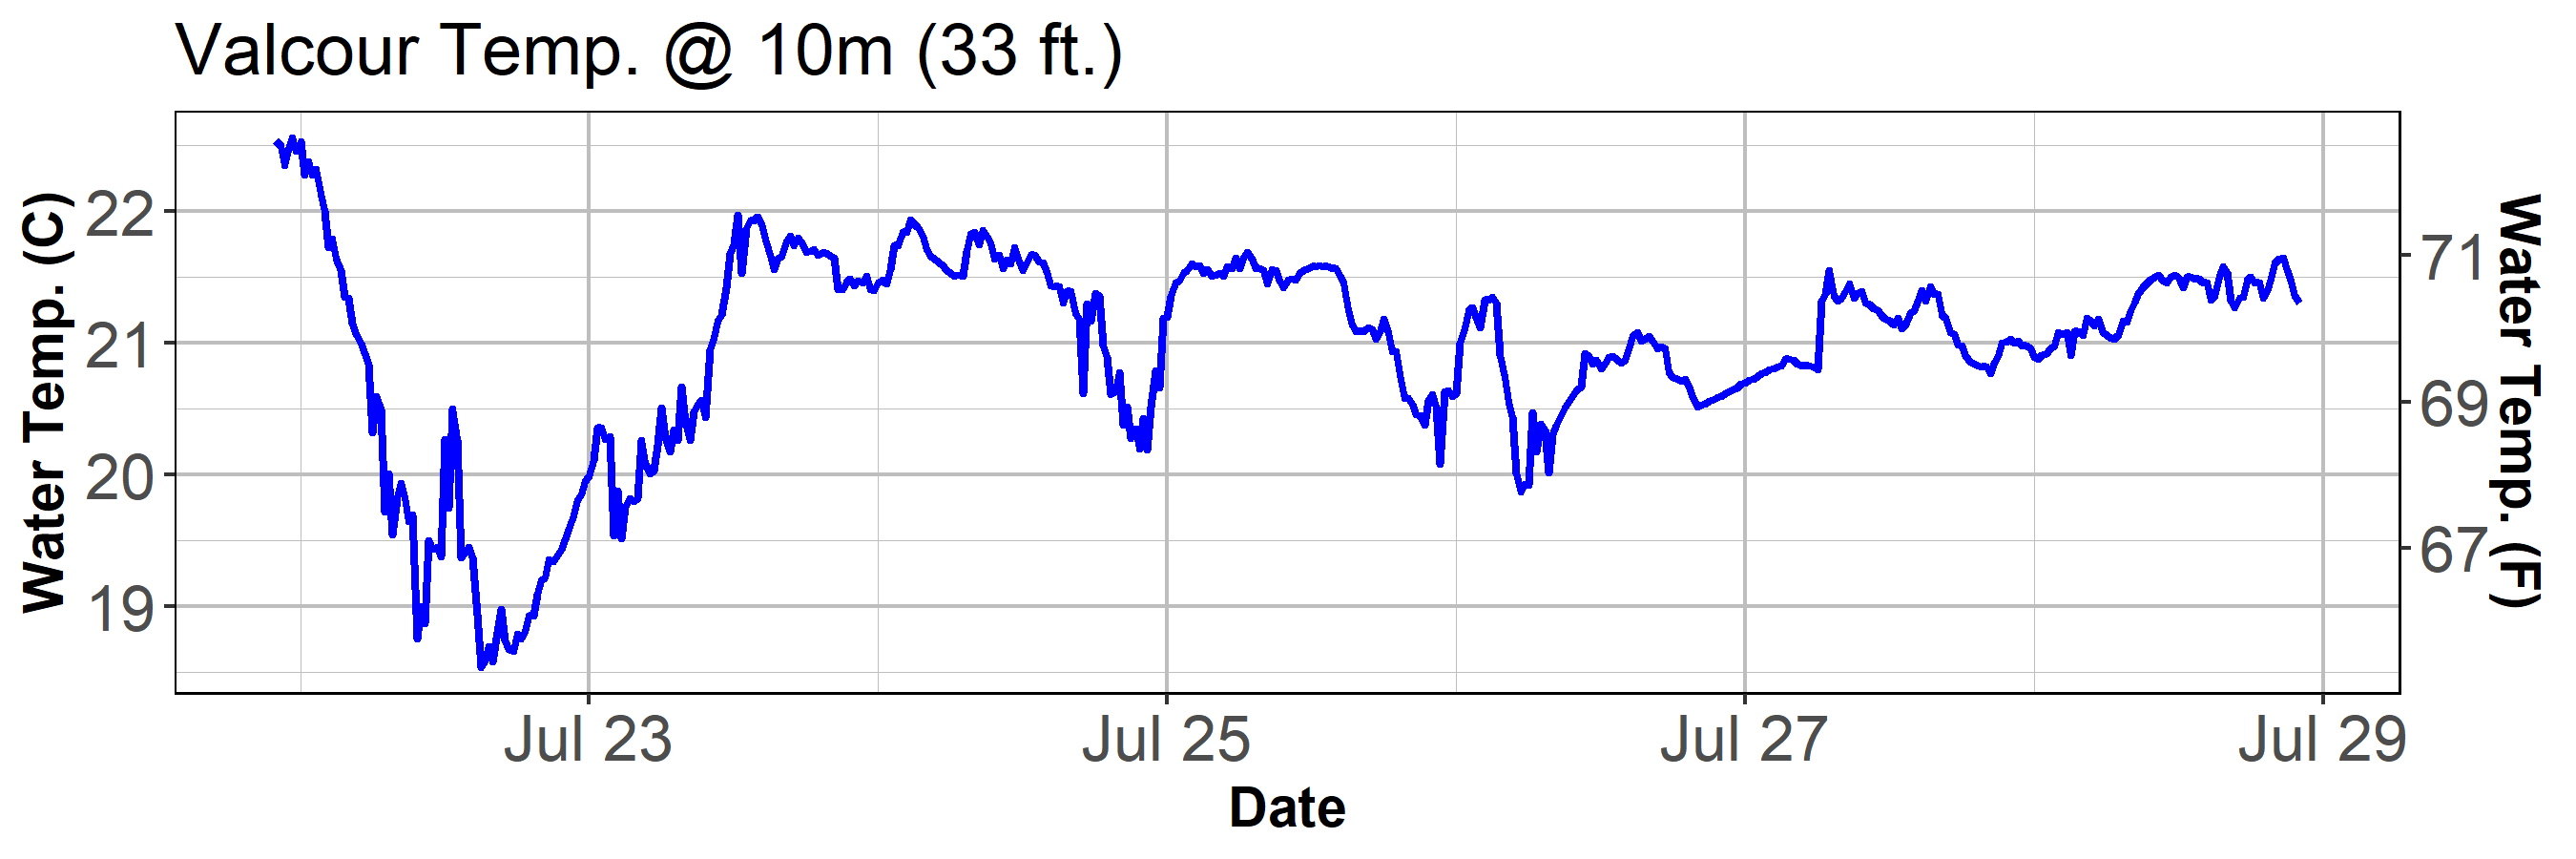 Valcour Temp. @ 10m (33 ft.)
Water Temp. (C)
22
21
20
19
71
69
67
Water Temp. (F)
Jul 23 Jul 25 Jul 27 Jul 29
Date